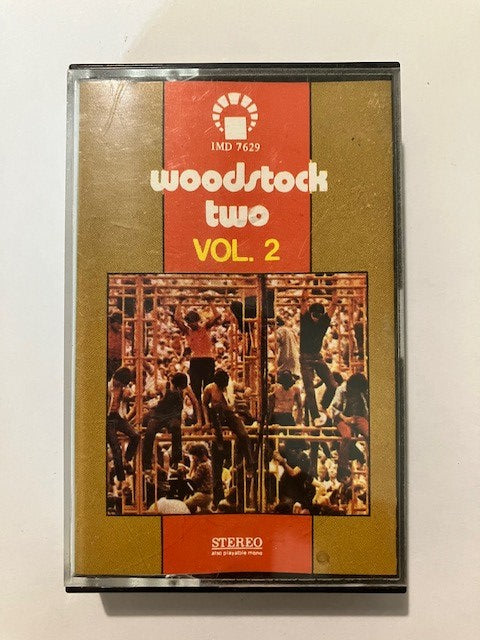 IMD 7629
woodstock
two
VOL. 2
STEREO
also playable mono